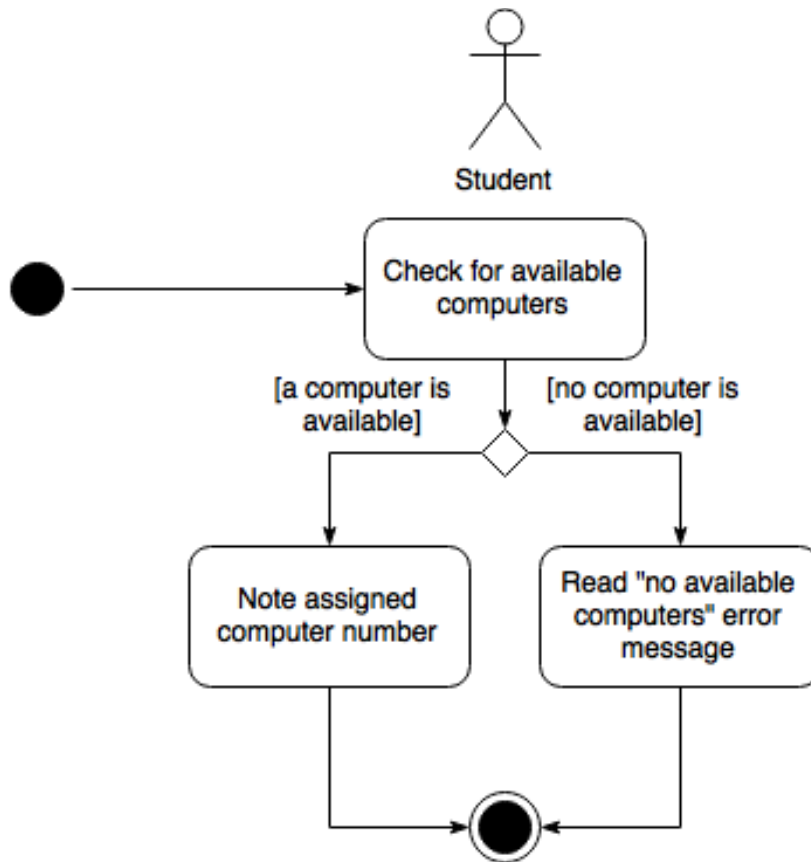 Student
Check for available
computers
[a computer is
available]
[no computer is
available]
Note assigned
computer number
Read "no available
computers" error
message